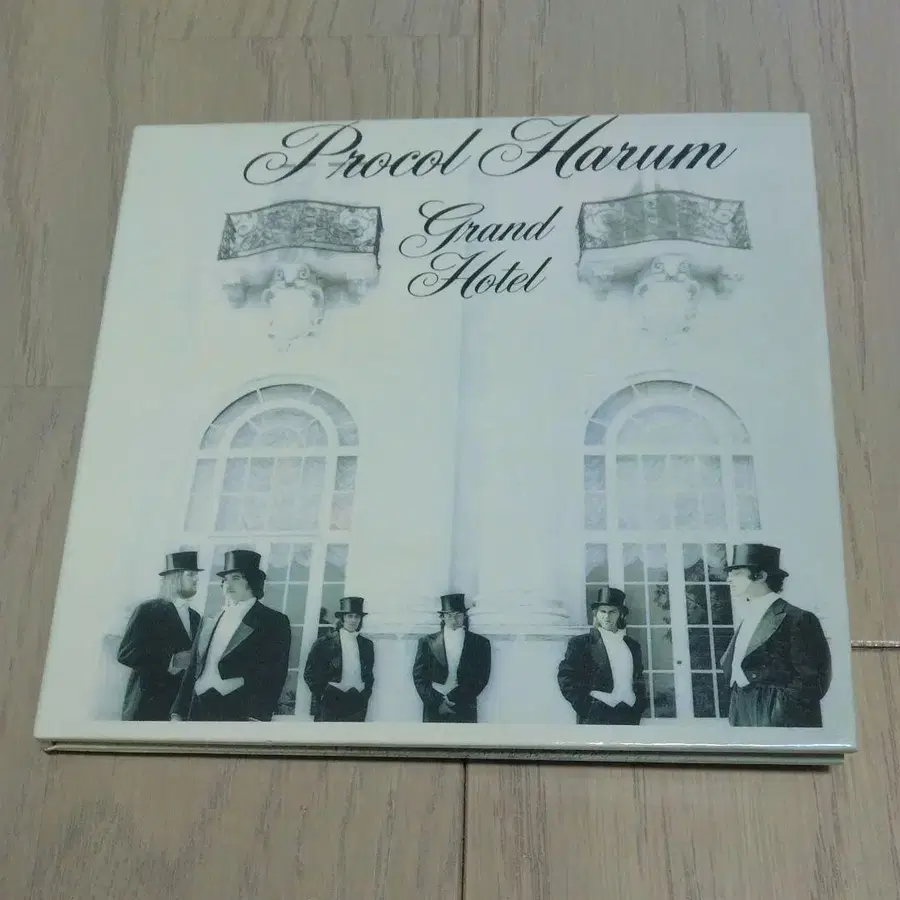 Procol Harum
Grand
Hotel